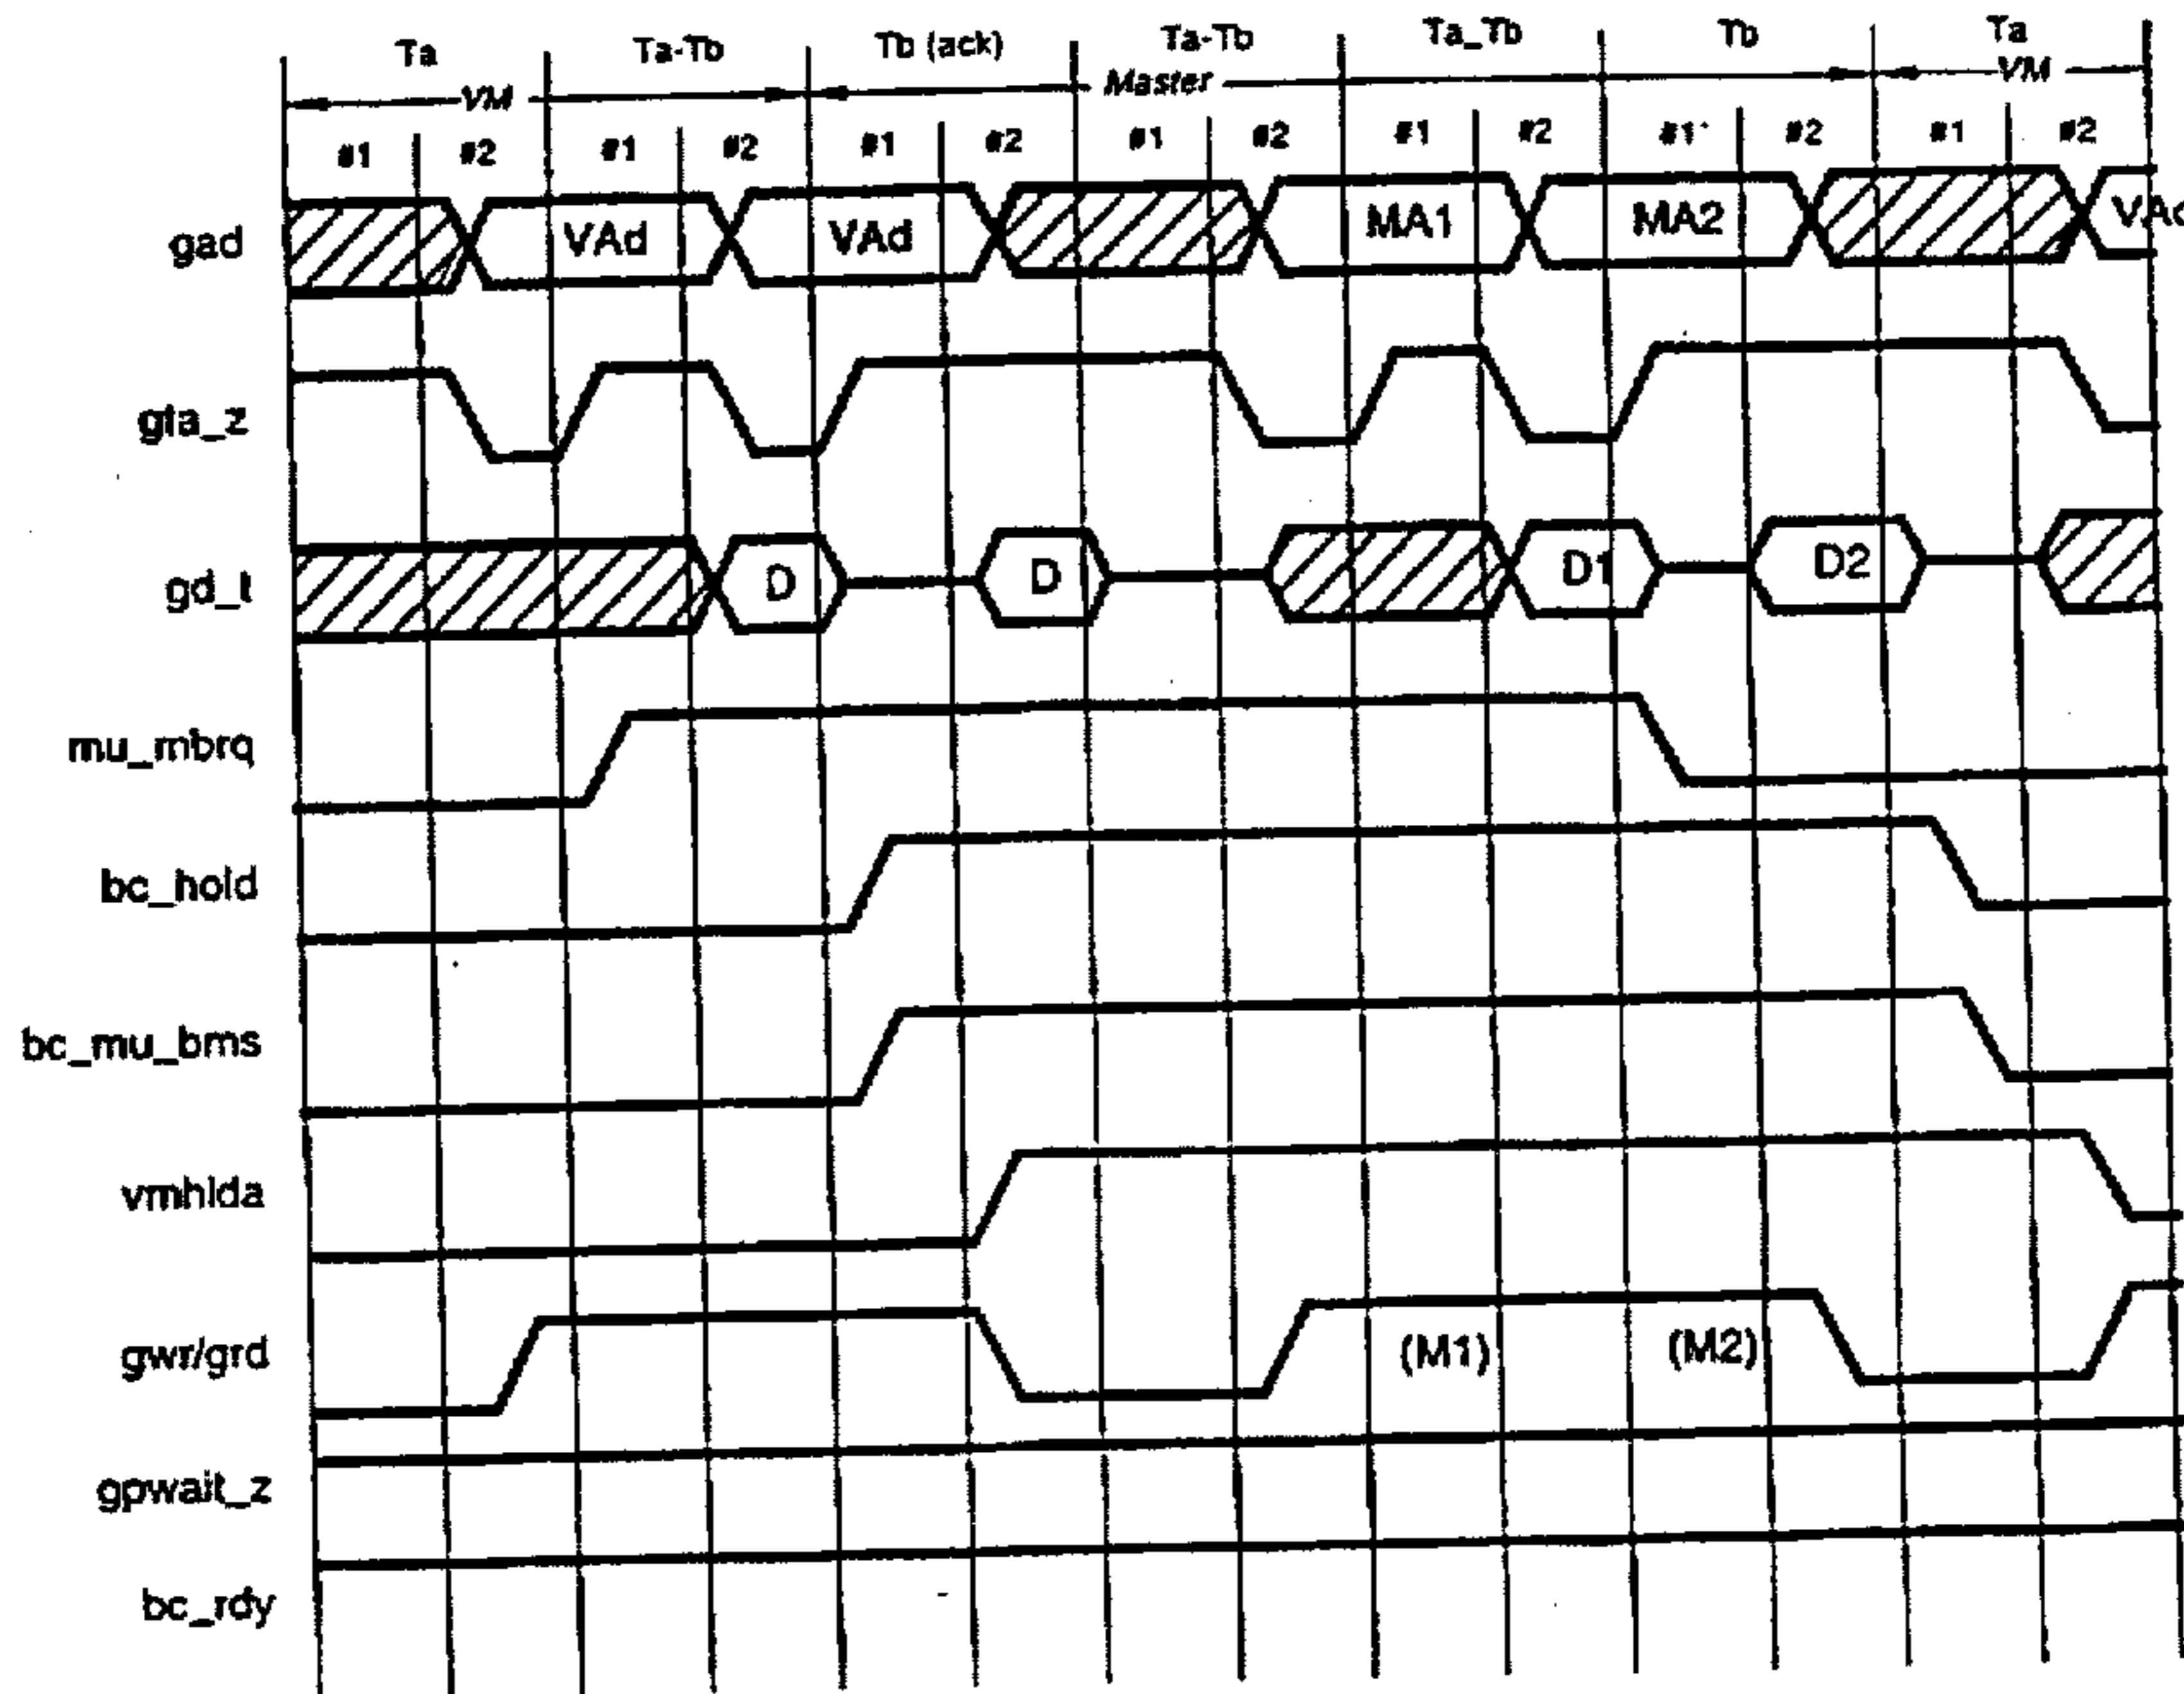 Ta Ta-Tb Tb (ack) Ta-Tb Ta_Tb Tb Ta
VM Master VM
#1 #2 #1 #2 #1 #2 #1 #2 #1 #2 #1 #2 #1 #2
gad VAd VAd MA1 MA2
gta_z
gd_t D D D1 D2
mu_mbrq
bc_hold
bc_mu_bms
vmhlda
gwr/grd (M1) (M2)
gpwait_z
bc_rdy